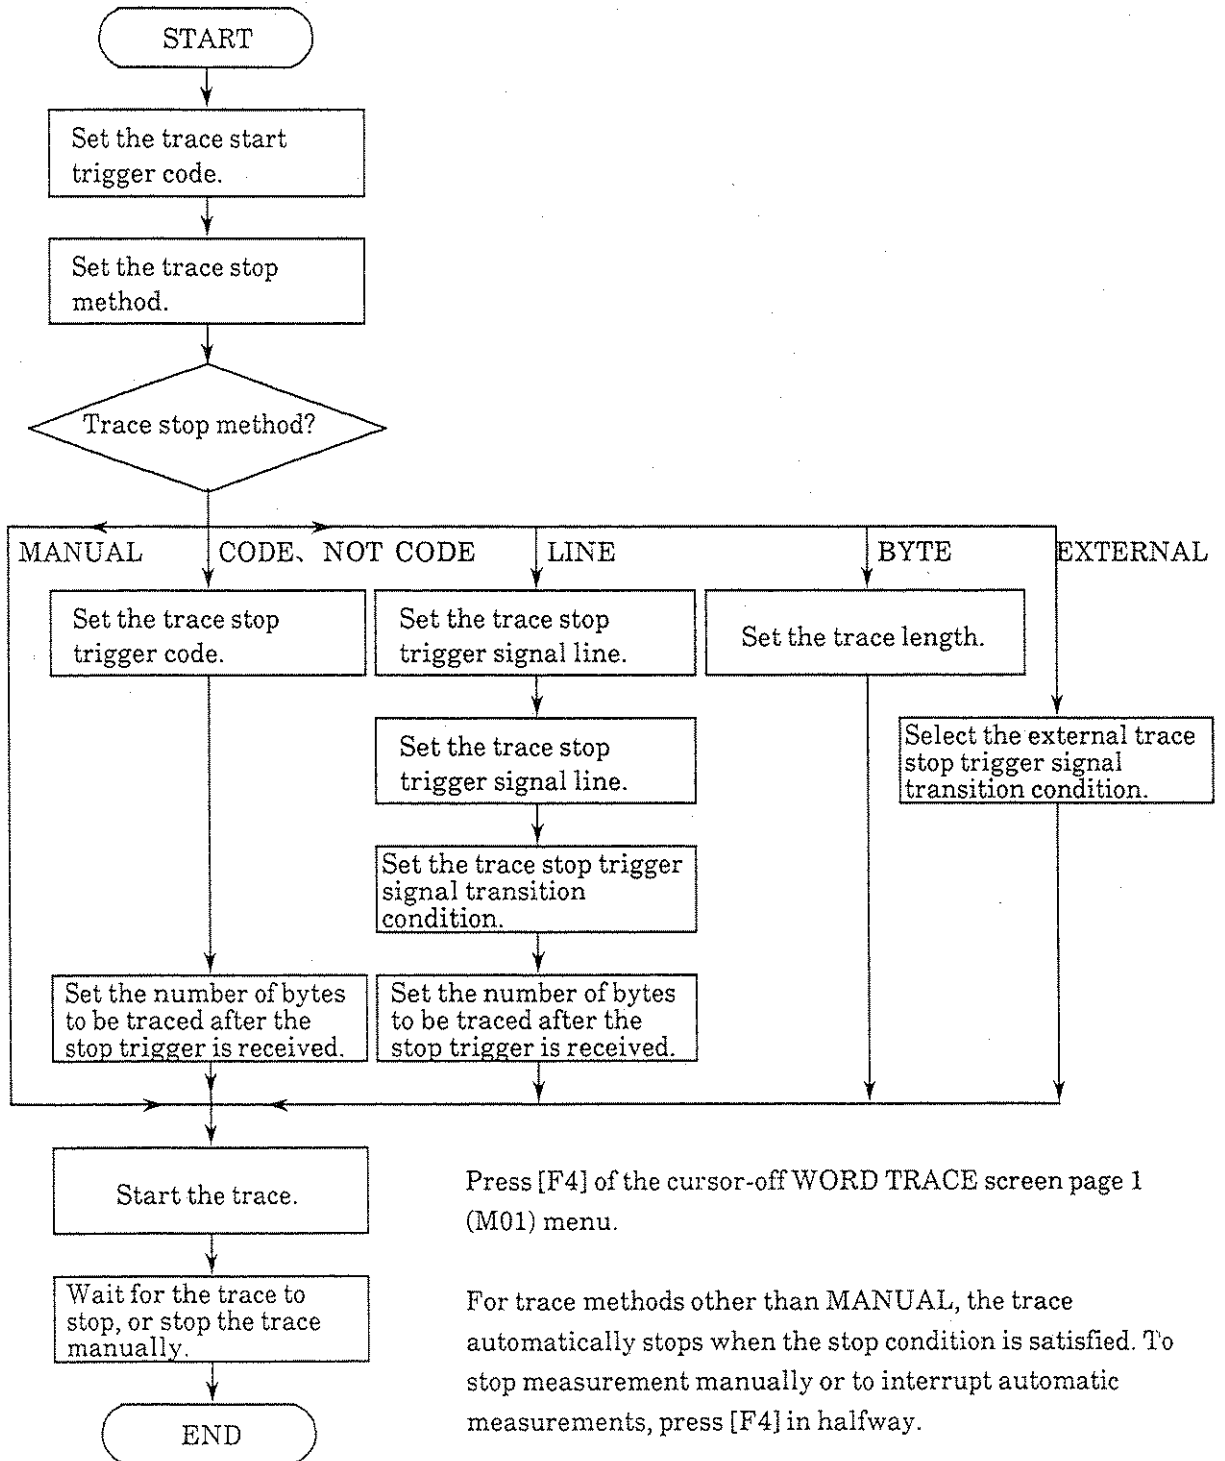 START
Set the trace start
trigger code.
Set the trace stop
method.
Trace stop method?
MANUAL
CODE、NOT CODE
LINE
BYTE
EXTERNAL
Set the trace stop
trigger code.
Set the trace stop
trigger signal line.
Set the trace length.
Set the trace stop
trigger signal line.
Select the external trace
stop trigger signal
transition condition.
Set the trace stop trigger
signal transition
condition.
Set the number of bytes
to be traced after the
stop trigger is received.
Set the number of bytes
to be traced after the
stop trigger is received.
Start the trace.
Press [F4] of the cursor-off WORD TRACE screen page 1
(M01) menu.
Wait for the trace to
stop, or stop the trace
manually.
For trace methods other than MANUAL, the trace
automatically stops when the stop condition is satisfied. To
stop measurement manually or to interrupt automatic
measurements, press [F4] in halfway.
END